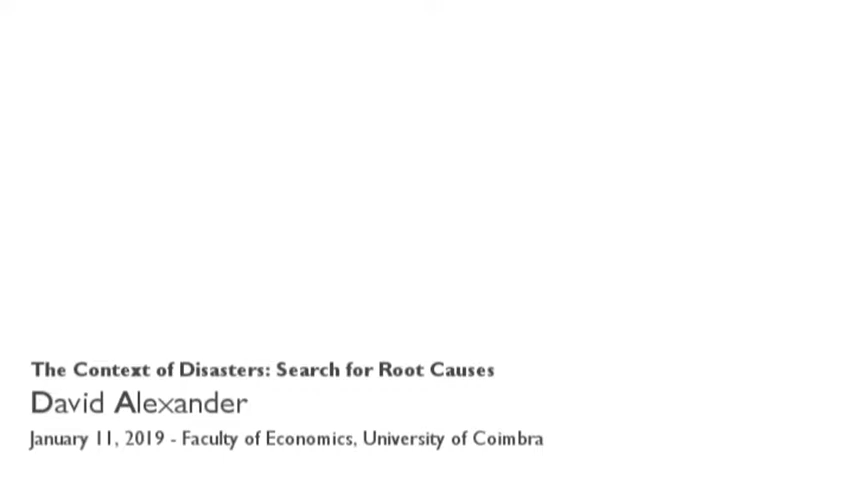 The Context of Disasters: Search for Root Causes
David Alexander
January 11, 2019 - Faculty of Economics, University of Coimbra